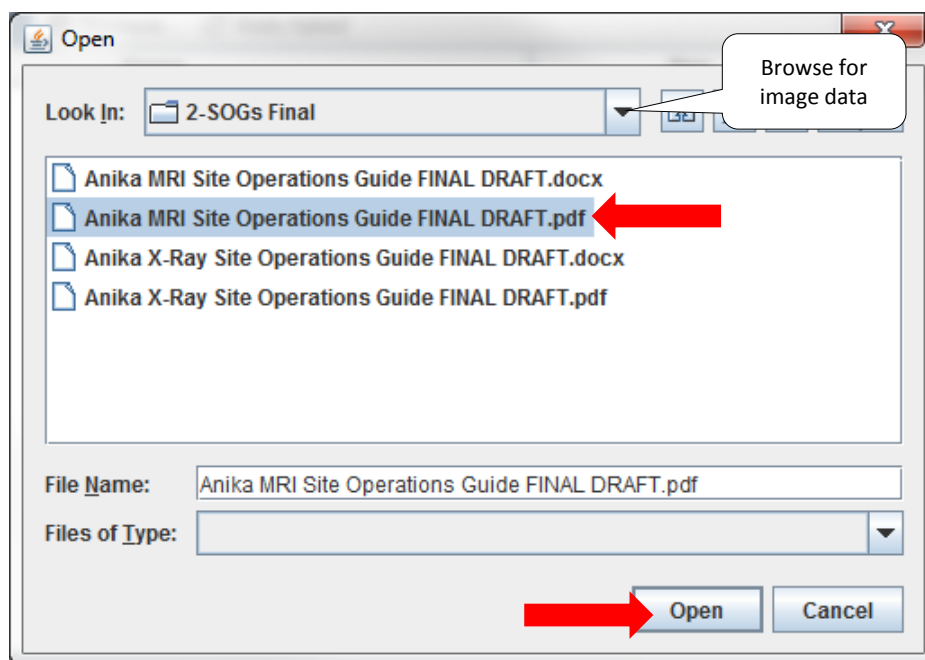 Open
Browse for
image data
Look In:
2-SOGs Final
Anika MRI Site Operations Guide FINAL DRAFT.docx
Anika MRI Site Operations Guide FINAL DRAFT.pdf
Anika X-Ray Site Operations Guide FINAL DRAFT.docx
Anika X-Ray Site Operations Guide FINAL DRAFT.pdf
File Name:
Anika MRI Site Operations Guide FINAL DRAFT.pdf
Files of Type:
Open
Cancel